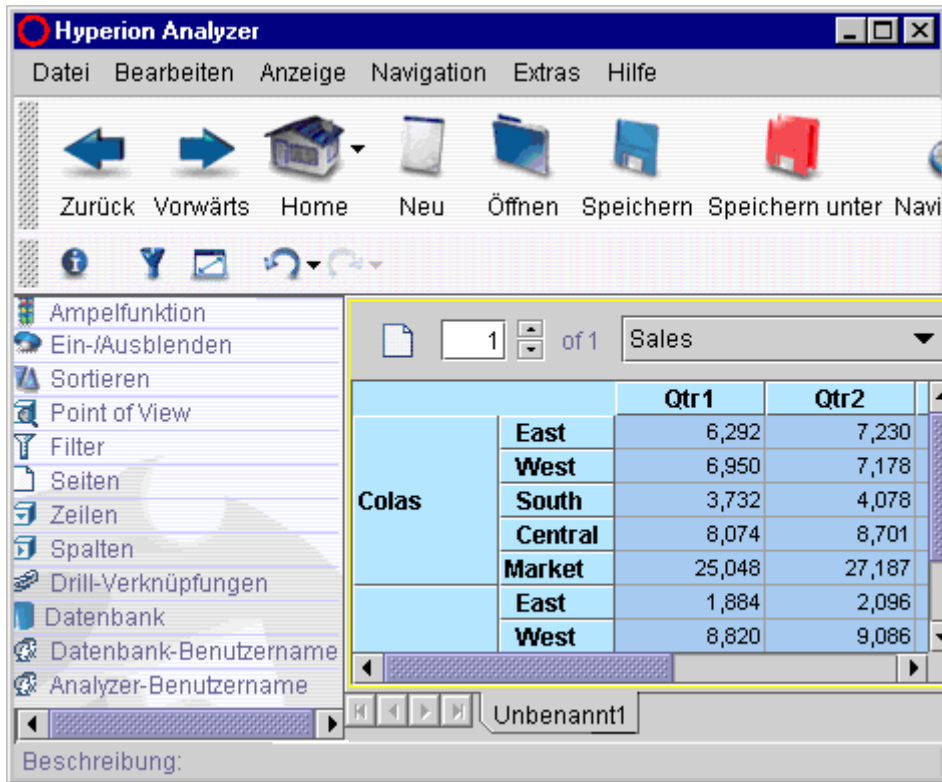 Hyperion Analyzer
Datei Bearbeiten Anzeige Navigation Extras Hilfe
Zurück Vorwärts Home Neu Öffnen Speichern Speichern unter Navi
Ampelfunktion
Ein-/Ausblenden
Sortieren
Point of View
Filter
Seiten
Zeilen
Spalten
Drill-Verknüpfungen
Datenbank
Datenbank-Benutzername
Analyzer-Benutzername
1 of 1 Sales
Qtr1 Qtr2
Colas
East 6,292 7,230
West 6,950 7,178
South 3,732 4,078
Central 8,074 8,701
Market 25,048 27,187
East 1,884 2,096
West 8,820 9,086
Unbenannt1
Beschreibung: